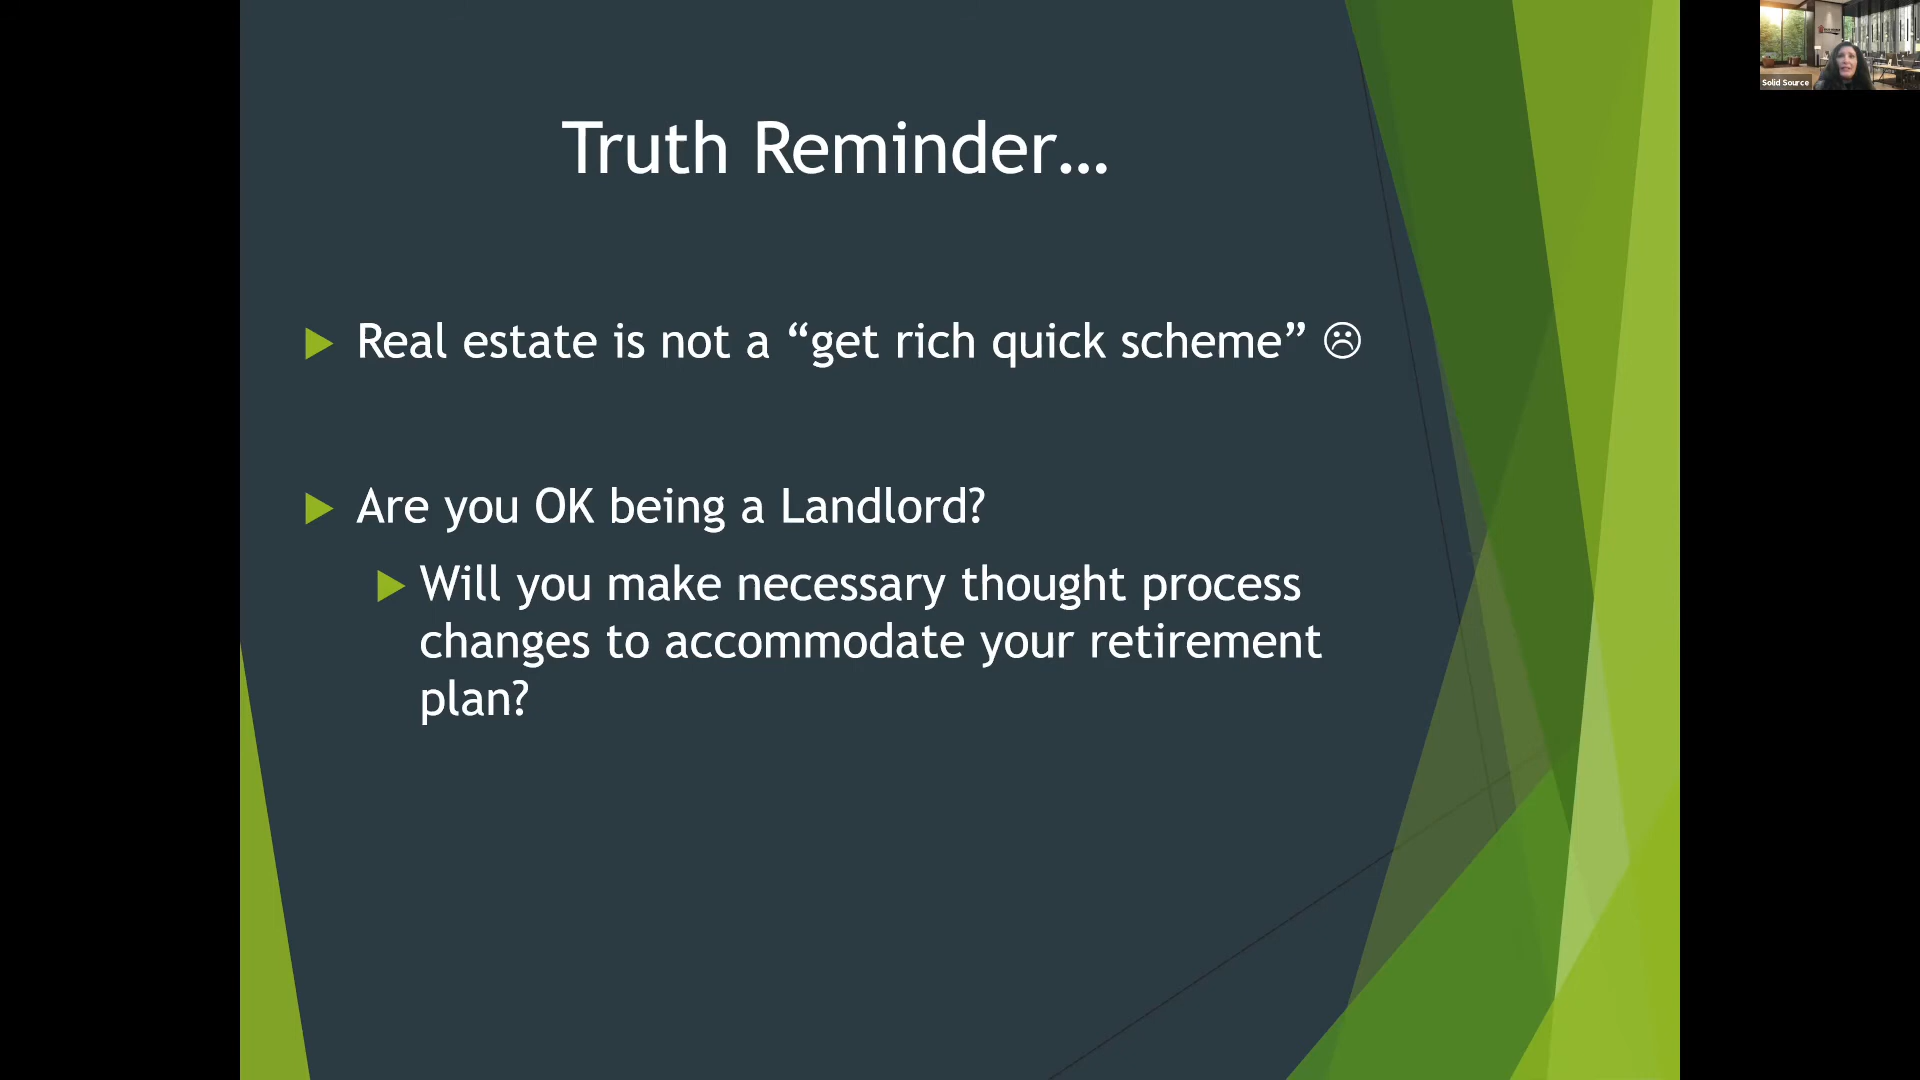 Truth Reminder…
Real estate is not a “get rich quick scheme” ☹
Are you OK being a Landlord?
Will you make necessary thought process
changes to accommodate your retirement
plan?
Solid Source